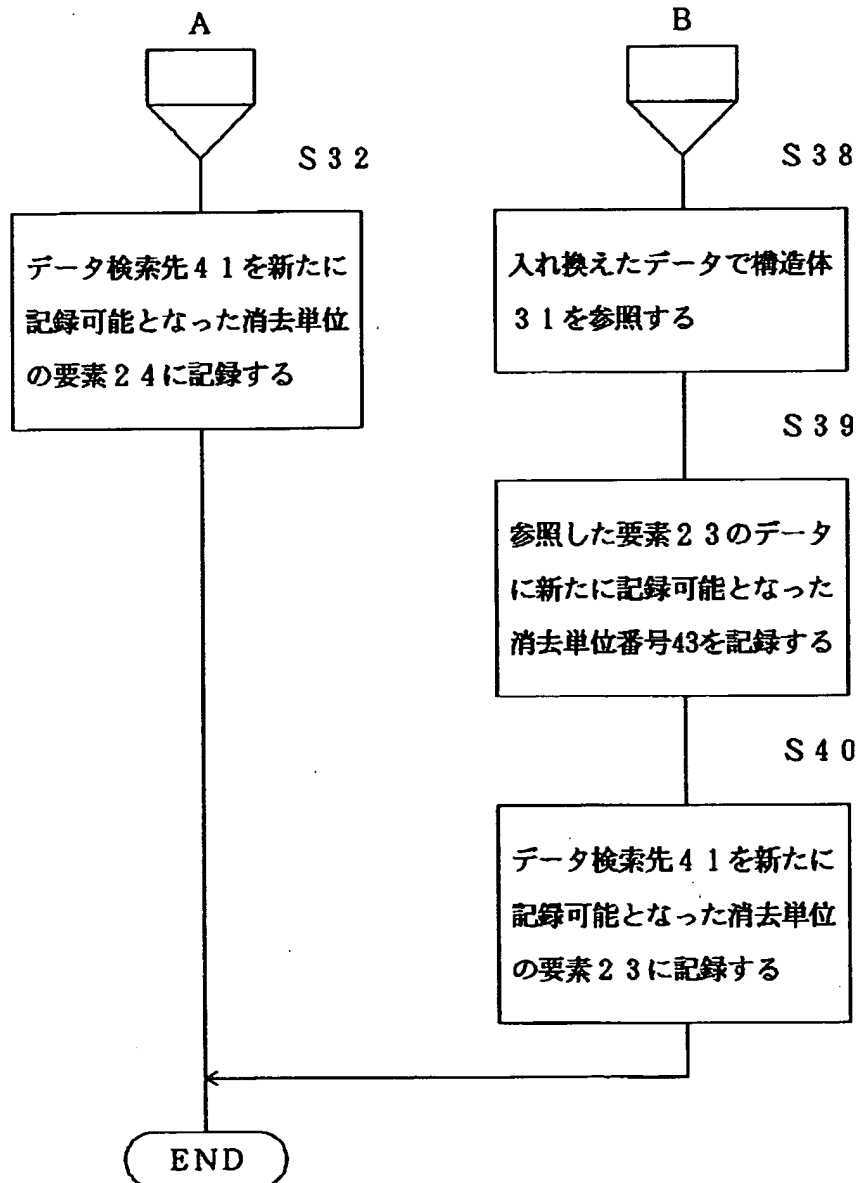 A
S32
データ検索先41を新たに
記録可能となった消去単位
の要素24に記録する
B
S38
入れ換えたデータで構造体
31を参照する
S39
参照した要素23のデータ
に新たに記録可能となった
消去単位番号43を記録する
S40
データ検索先41を新たに
記録可能となった消去単位
の要素23に記録する
END